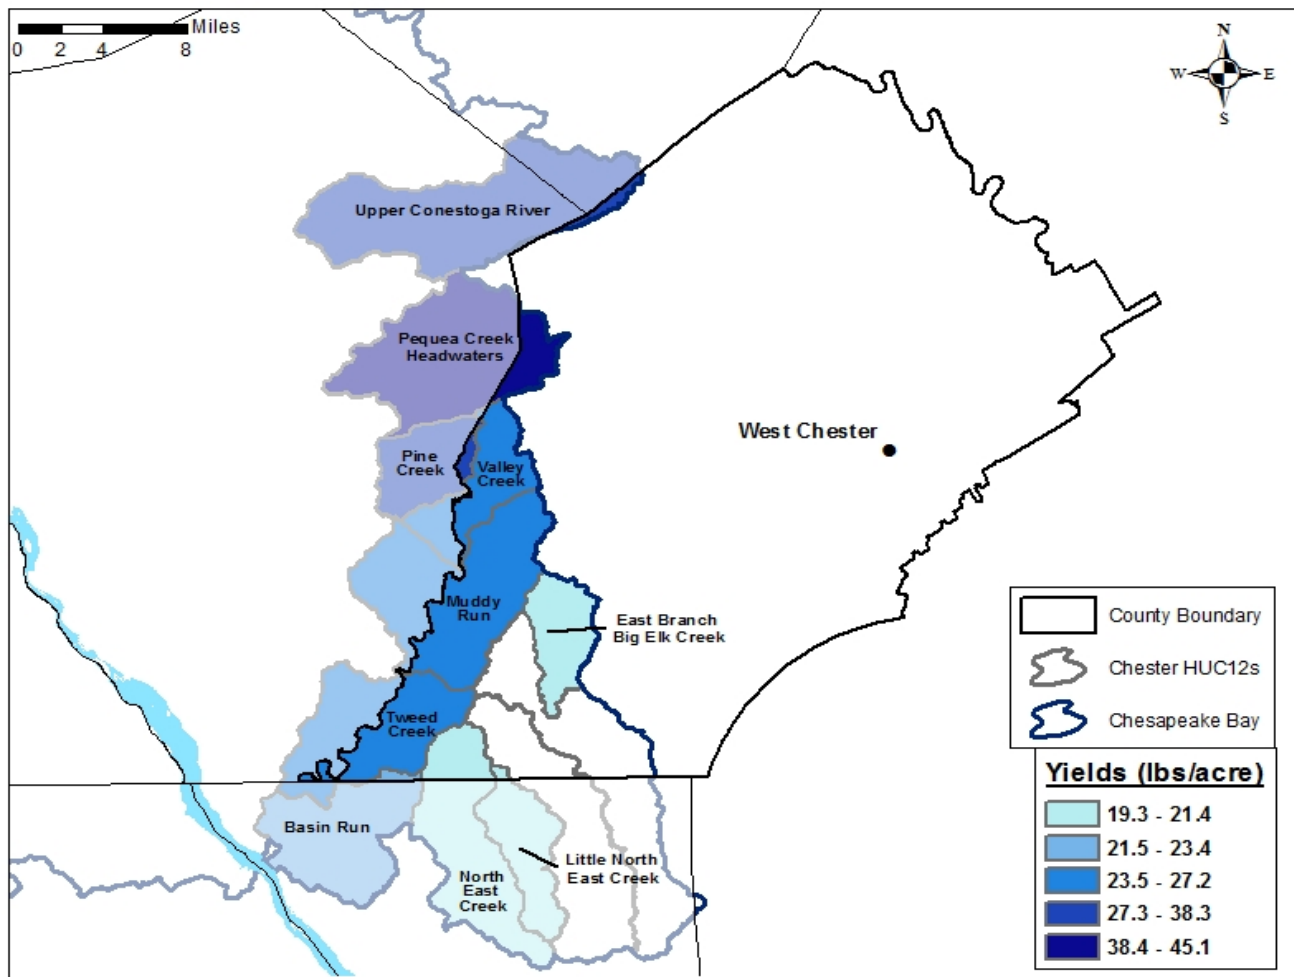 Miles
0 2 4 8
N
W E
S
Upper Conestoga River
Pequea Creek
Headwaters
West Chester
Pine
Creek
Valley
Creek
Muddy
Run
East Branch
Big Elk Creek
Tweed
Creek
Basin Run
Little North
East Creek
North
East
Creek
County Boundary
Chester HUC12s
Chesapeake Bay
Yields (lbs/acre)
19.3 - 21.4
21.5 - 23.4
23.5 - 27.2
27.3 - 38.3
38.4 - 45.1